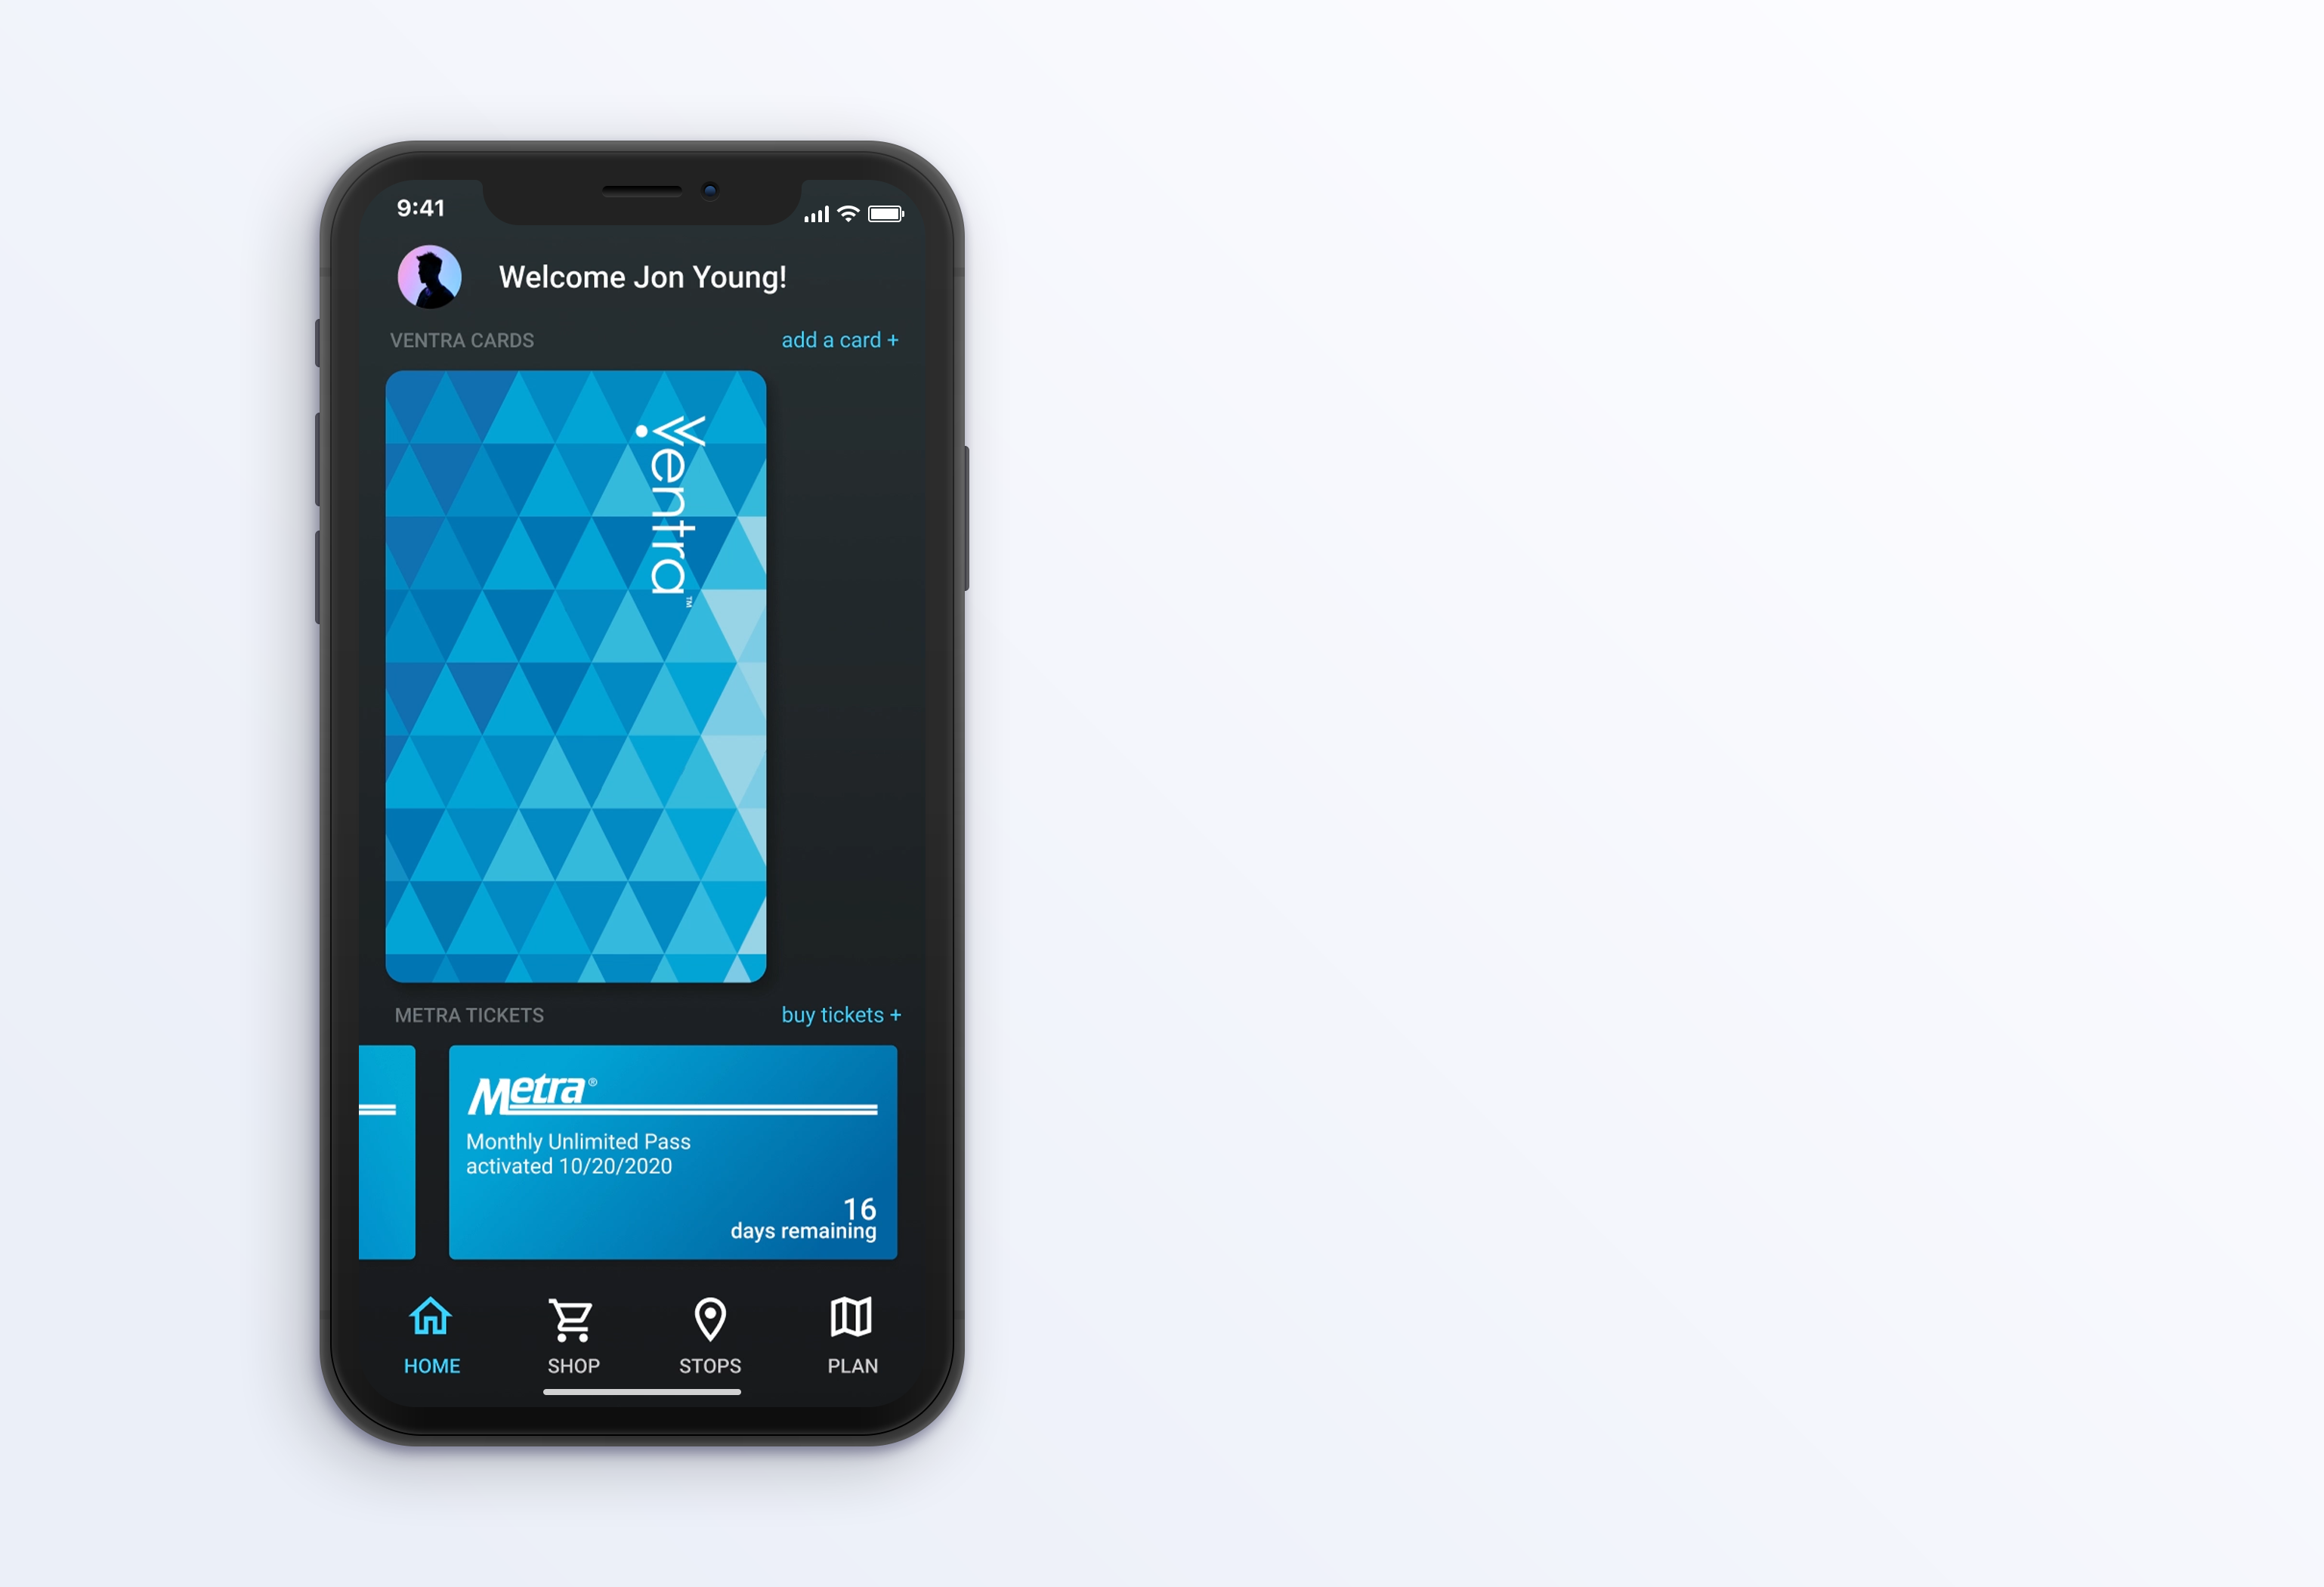 9:41
Welcome Jon Young!
VENTRA CARDS
add a card +
ventra™
METRA TICKETS
buy tickets +
Metra®
Monthly Unlimited Pass
activated 10/20/2020
16
days remaining
HOME
SHOP
STOPS
PLAN